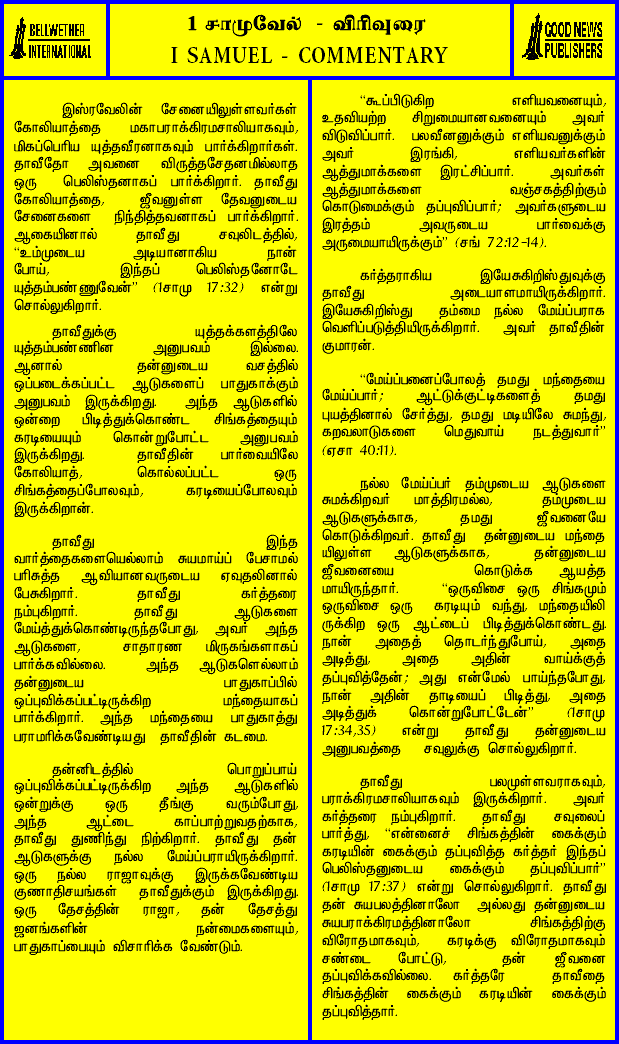 BELLWETHER
INTERNATIONAL
1 சாமுவேல் - விரிவுரை
I SAMUEL - COMMENTARY
GOOD NEWS
PUBLISHERS
இஸ்ரவேலின் சேனையிலுள்ளவர்கள்
கோலியாத்தை மகாபராக்கிரமசாலியாகவும்,
மிகப்பெரிய யுத்தவீரனாகவும் பார்க்கிறார்கள்.
தாவீதோ அவனை விருத்தசேதனமில்லாத
ஒரு பெலிஸ்தனாகப் பார்க்கிறார். தாவீது
கோலியாத்தை, ஜீவனுள்ள தேவனுடைய
சேனைகளை நிந்தித்தவனாகப் பார்க்கிறார்.
ஆகையினால் தாவீது சவுலிடத்தில்,
“உம்முடைய அடியானாகிய நான்
போய், இந்தப் பெலிஸ்தனோடே
யுத்தம்பண்ணுவேன்” (1சாமு 17:32) என்று
சொல்லுகிறார்.
தாவீதுக்கு யுத்தக்களத்திலே
யுத்தம்பண்ணின அனுபவம் இல்லை.
ஆனால் தன்னுடைய வசத்தில்
ஒப்படைக்கப்பட்ட ஆடுகளைப் பாதுகாக்கும்
அனுபவம் இருக்கிறது. அந்த ஆடுகளில்
ஒன்றை பிடித்துக்கொண்ட சிங்கத்தையும்
கரடியையும் கொன்றுபோட்ட அனுபவம்
இருக்கிறது. தாவீதின் பார்வையிலே
கோலியாத், கொல்லப்பட்ட ஒரு
சிங்கத்தைப்போலவும், கரடியைப்போலவும்
இருக்கிறான்.
தாவீது இந்த
வார்த்தைகளையெல்லாம் சுயமாய்ப் பேசாமல்
பரிசுத்த ஆவியானவருடைய ஏவுதலினால்
பேசுகிறார். தாவீது கர்த்தரை
நம்புகிறார். தாவீது ஆடுகளை
மேய்த்துக்கொண்டிருந்தபோது, அவர் அந்த
ஆடுகளை, சாதாரண மிருகங்களாகப்
பார்க்கவில்லை. அந்த ஆடுகளெல்லாம்
தன்னுடைய பாதுகாப்பில்
ஒப்புவிக்கப்பட்டிருக்கிற மந்தையாகப்
பார்க்கிறார். அந்த மந்தையை பாதுகாத்து
பராமரிக்கவேண்டியது தாவீதின் கடமை.
தன்னிடத்தில் பொறுப்பாய்
ஒப்புவிக்கப்பட்டிருக்கிற அந்த ஆடுகளில்
ஒன்றுக்கு ஒரு தீங்கு வரும்போது,
அந்த ஆட்டை காப்பாற்றுவதற்காக,
தாவீது துணிந்து நிற்கிறார். தாவீது தன்
ஆடுகளுக்கு நல்ல மேய்ப்பராயிருக்கிறார்.
ஒரு நல்ல ராஜாவுக்கு இருக்கவேண்டிய
குணாதிசயங்கள் தாவீதுக்கும் இருக்கிறது.
ஒரு தேசத்தின் ராஜா, தன் தேசத்து
ஜனங்களின் நன்மைகளையும்,
பாதுகாப்பையும் விசாரிக்க வேண்டும்.
“கூப்பிடுகிற எளியவனையும்,
உதவியற்ற சிறுமையானவனையும் அவர்
விடுவிப்பார். பலவீனனுக்கும் எளியவனுக்கும்
அவர் இரங்கி, எளியவர்களின்
ஆத்துமாக்களை இரட்சிப்பார். அவர்கள்
ஆத்துமாக்களை வஞ்சகத்திற்கும்
கொடுமைக்கும் தப்புவிப்பார்; அவர்களுடைய
இரத்தம் அவருடைய பார்வைக்கு
அருமையாயிருக்கும்” (சங் 72:12-14).
கர்த்தராகிய இயேசுகிறிஸ்துவுக்கு
தாவீது அடையாளமாயிருக்கிறார்.
இயேசுகிறிஸ்து தம்மை நல்ல மேய்ப்பராக
வெளிப்படுத்தியிருக்கிறார். அவர் தாவீதின்
குமாரன்.
“மேய்ப்பனைப்போலத் தமது மந்தையை
மேய்ப்பார்; ஆட்டுக்குட்டிகளைத் தமது
புயத்தினால் சேர்த்து, தமது மடியிலே சுமந்து,
கறவலாடுகளை மெதுவாய் நடத்துவார்”
(ஏசா 40:11).
நல்ல மேய்ப்பர் தம்முடைய ஆடுகளை
சுமக்கிறவர் மாத்திரமல்ல, தம்முடைய
ஆடுகளுக்காக, தமது ஜீவனையே
கொடுக்கிறவர். தாவீது தன்னுடைய மந்தை
யிலுள்ள ஆடுகளுக்காக, தன்னுடைய
ஜீவனையை கொடுக்க ஆயத்த
மாயிருந்தார். “ஒருவிசை ஒரு சிங்கமும்
ஒருவிசை ஒரு கரடியும் வந்து, மந்தையிலி
ருக்கிற ஒரு ஆட்டைப் பிடித்துக்கொண்டது.
நான் அதைத் தொடர்ந்துபோய், அதை
அடித்து, அதை அதின் வாய்க்குத்
தப்புவித்தேன்; அது என்மேல் பாய்ந்தபோது,
நான் அதின் தாடியைப் பிடித்து, அதை
அடித்துக் கொன்றுபோட்டேன்” (1சாமு
17:34,35) என்று தாவீது தன்னுடைய
அனுபவத்தை சவுலுக்கு சொல்லுகிறார்.
தாவீது பலமுள்ளவராகவும்,
பராக்கிரமசாலியாகவும் இருக்கிறார். அவர்
கர்த்தரை நம்புகிறார். தாவீது சவுலைப்
பார்த்து, “என்னைச் சிங்கத்தின் கைக்கும்
கரடியின் கைக்கும் தப்புவித்த கர்த்தர் இந்தப்
பெலிஸ்தனுடைய கைக்கும் தப்புவிப்பார்”
(1சாமு 17:37) என்று சொல்லுகிறார். தாவீது
தன் சுயபலத்தினாலோ அல்லது தன்னுடைய
சுயபராக்கிரமத்தினாலோ சிங்கத்திற்கு
விரோதமாகவும், கரடிக்கு விரோதமாகவும்
சண்டை போட்டு, தன் ஜீவனை
தப்புவிக்கவில்லை. கர்த்தரே தாவீதை
சிங்கத்தின் கைக்கும் கரடியின் கைக்கும்
தப்புவித்தார்.